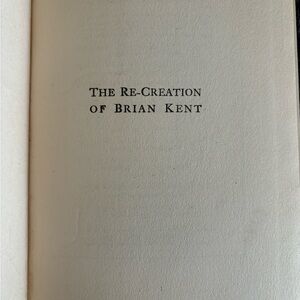 THE RE-CREATION
OF BRIAN KENT